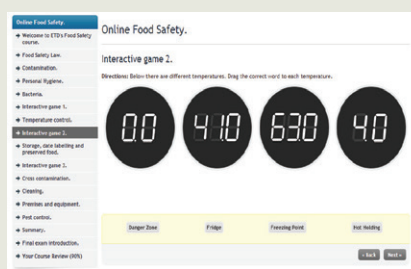 Online Food Safety.
Welcome to ETD's Food Safety course.
Food Safety Law.
Contamination.
Personal Hygiene.
Bacteria.
Interactive game 1.
Temperature control.
Interactive game 2.
Storage, date labelling and preserved food.
Interactive game 3.
Cross contamination.
Cleaning.
Premises and equipment.
Pest control.
Summary.
Final exam introduction.
Your Course Review (00%)
Online Food Safety.
Interactive game 2.
Directions: Below there are different temperatures. Drag the correct word to each temperature.
0.0 41.0 63.0 4.0
Danger Zone Fridge Freezing Point Hot Holding
‹ Back Next ›